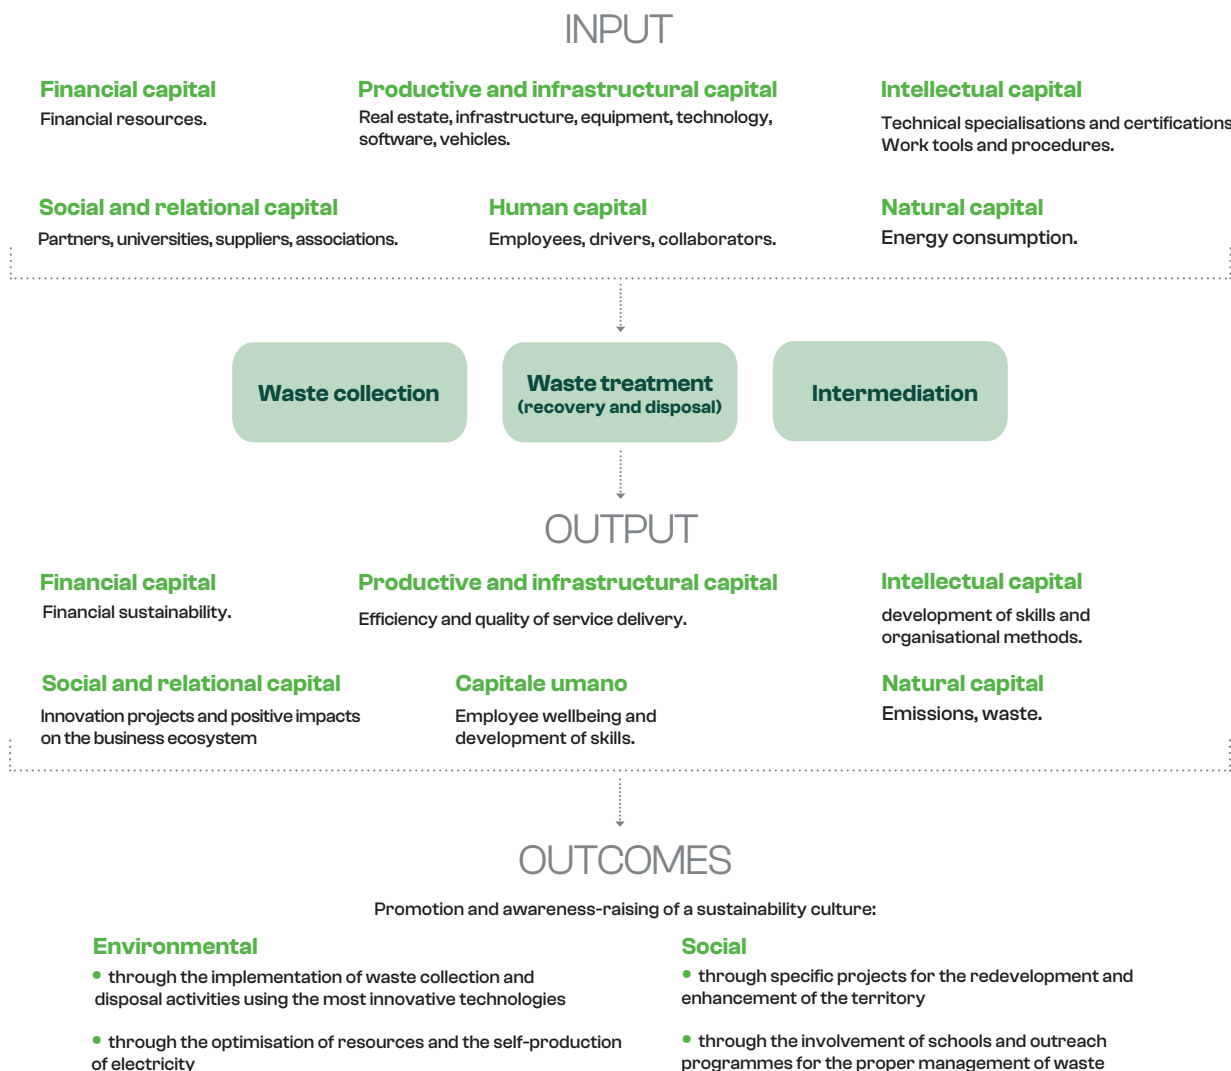 INPUT
Financial capital
Financial resources.
Productive and infrastructural capital
Real estate, infrastructure, equipment, technology,
software, vehicles.
Intellectual capital
Technical specialisations and certifications
Work tools and procedures.
Social and relational capital
Partners, universities, suppliers, associations.
Human capital
Employees, drivers, collaborators.
Natural capital
Energy consumption.
Waste collection
Waste treatment
(recovery and disposal)
Intermediation
OUTPUT
Financial capital
Financial sustainability.
Productive and infrastructural capital
Efficiency and quality of service delivery.
Intellectual capital
development of skills and
organisational methods.
Social and relational capital
Innovation projects and positive impacts
on the business ecosystem
Capitale umano
Employee wellbeing and
development of skills.
Natural capital
Emissions, waste.
OUTCOMES
Promotion and awareness-raising of a sustainability culture:
Environmental
• through the implementation of waste collection and
disposal activities using the most innovative technologies
• through the optimisation of resources and the self-production
of electricity
Social
• through specific projects for the redevelopment and
enhancement of the territory
• through the involvement of schools and outreach
programmes for the proper management of waste